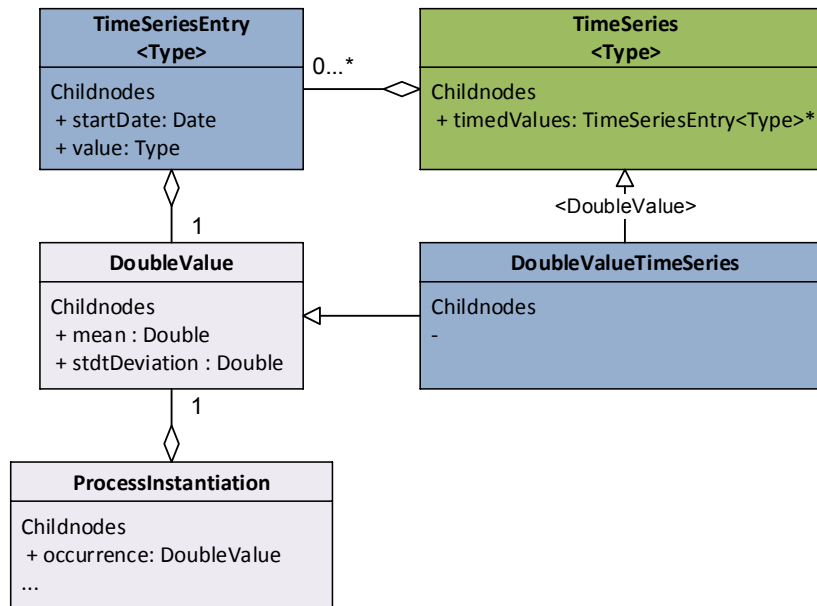 TimeSeriesEntry
<Type>
Childnodes
+ startDate: Date
+ value: Type
0...*
TimeSeries
<Type>
Childnodes
+ timedValues: TimeSeriesEntry<Type>*
<DoubleValue>
1
DoubleValue
Childnodes
+ mean : Double
+ stdtDeviation : Double
DoubleValueTimeSeries
Childnodes
-
1
ProcessInstantiation
Childnodes
+ occurrence: DoubleValue
...